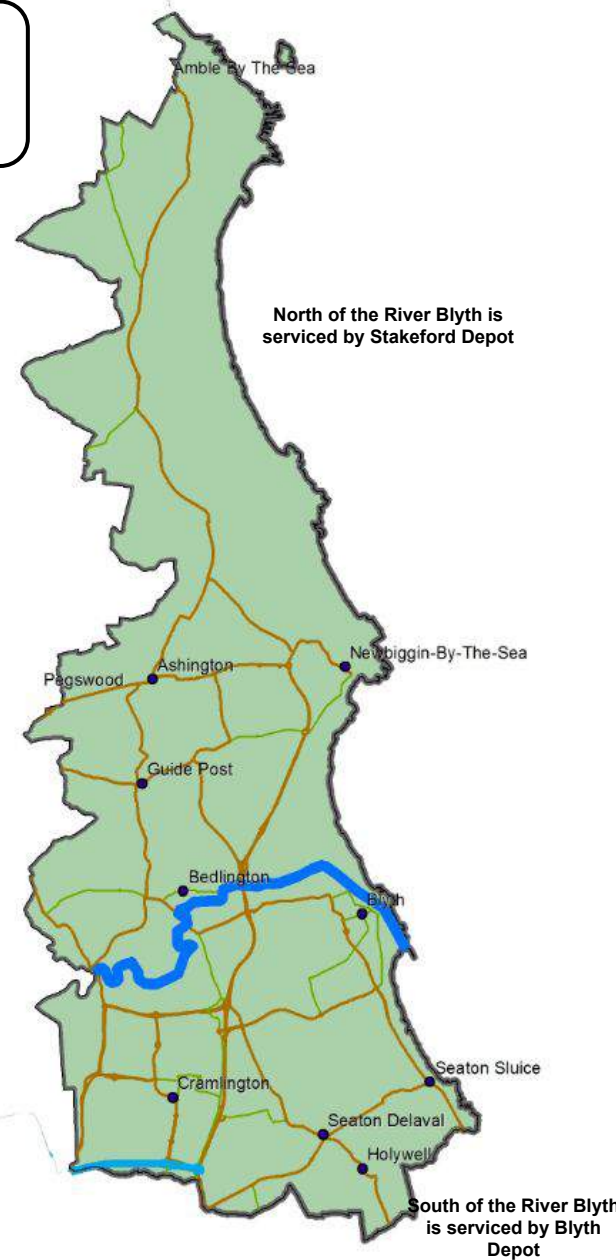 Amble By The Sea
North of the River Blyth is
serviced by Stakeford Depot
Newbiggin-By-The-Sea
Ashington
Pegswood
Guide Post
Bedlington
Blyth
Seaton Sluice
Cramlington
Seaton Delaval
Holywell
South of the River Blyth
is serviced by Blyth
Depot